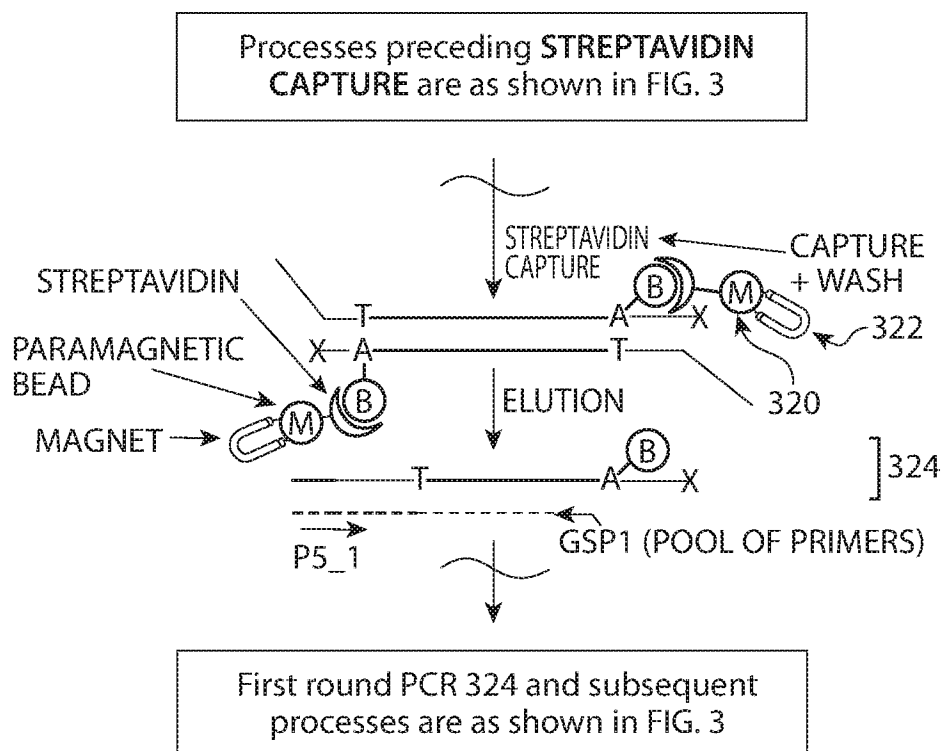 Processes preceding STREPTAVIDIN
CAPTURE are as shown in FIG. 3
STREPTAVIDIN
CAPTURE
CAPTURE
+ WASH
STREPTAVIDIN
B
M
T
A
X
322
PARAMAGNETIC
BEAD
X
A
T
320
B
M
MAGNET
ELUTION
B
T
A
X
324
GSP1 (POOL OF PRIMERS)
P5_1
First round PCR 324 and subsequent
processes are as shown in FIG. 3